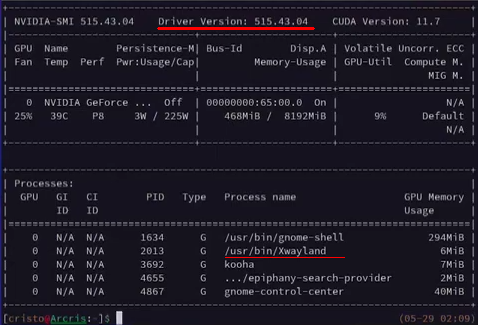 NVIDIA-SMI 515.43.04 Driver Version: 515.43.04 CUDA Version: 11.7
GPU Name Persistence-M| Bus-Id Disp.A | Volatile Uncorr. ECC
Fan Temp Perf Pwr:Usage/Cap| Memory-Usage | GPU-Util Compute M.
MIG M.
0 NVIDIA GeForce ... Off | 00000000:65:00.0 On | N/A
25% 39C P8 3W / 225W | 468MiB / 8192MiB | 9% Default
N/A
Processes:
GPU GI CI PID Type Process name GPU Memory
ID ID Usage
0 N/A N/A 1634 G /usr/bin/gnome-shell 294MiB
0 N/A N/A 2013 G /usr/bin/Xwayland 6MiB
0 N/A N/A 3692 G kooha 7MiB
0 N/A N/A 4655 G .../epiphany-search-provider 2MiB
0 N/A N/A 4867 G gnome-control-center 40MiB
[cristo@Arcris:~]$ (05-29 02:09)